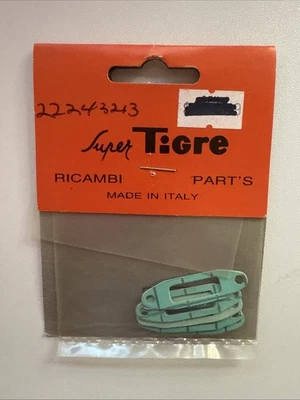 22243213
Super TIGRE
RICAMBI PART'S
MADE IN ITALY